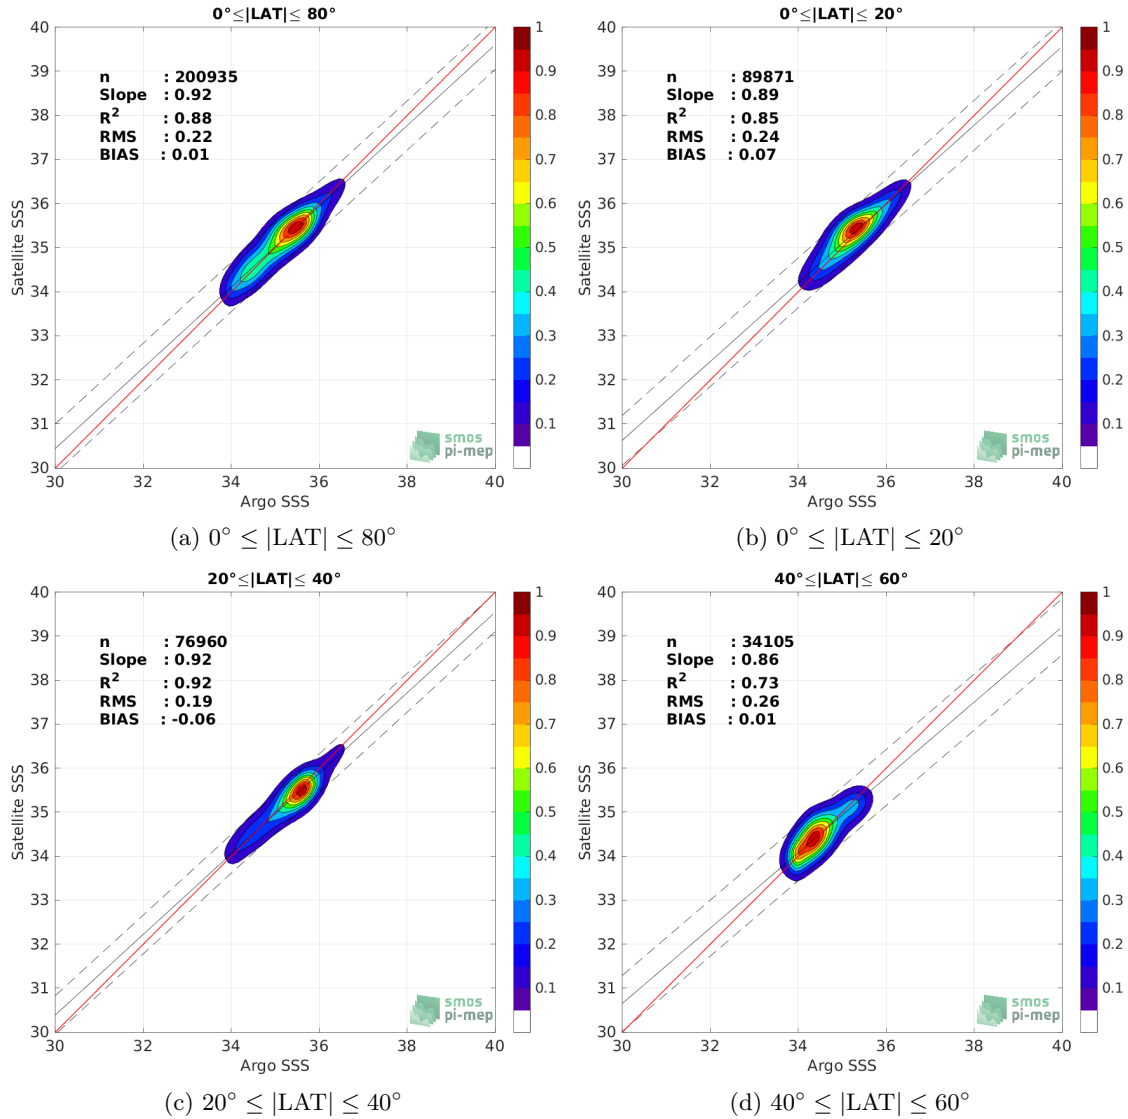 0°≤|LAT|≤ 80°
n : 200935
Slope : 0.92
R² : 0.88
RMS : 0.22
BIAS : 0.01
40
39
38
37
36
35
34
33
32
31
30
Satellite SSS
30 32 34 36 38 40
Argo SSS
1
0.9
0.8
0.7
0.6
0.5
0.4
0.3
0.2
0.1
smos
pi-mep
(a) 0° ≤ |LAT| ≤ 80°
0°≤|LAT|≤ 20°
n : 89871
Slope : 0.89
R² : 0.85
RMS : 0.24
BIAS : 0.07
40
39
38
37
36
35
34
33
32
31
30
Satellite SSS
30 32 34 36 38 40
Argo SSS
1
0.9
0.8
0.7
0.6
0.5
0.4
0.3
0.2
0.1
smos
pi-mep
(b) 0° ≤ |LAT| ≤ 20°
20°≤|LAT|≤ 40°
n : 76960
Slope : 0.92
R² : 0.92
RMS : 0.19
BIAS : -0.06
40
39
38
37
36
35
34
33
32
31
30
Satellite SSS
30 32 34 36 38 40
Argo SSS
1
0.9
0.8
0.7
0.6
0.5
0.4
0.3
0.2
0.1
smos
pi-mep
(c) 20° ≤ |LAT| ≤ 40°
40°≤|LAT|≤ 60°
n : 34105
Slope : 0.86
R² : 0.73
RMS : 0.26
BIAS : 0.01
40
39
38
37
36
35
34
33
32
31
30
Satellite SSS
30 32 34 36 38 40
Argo SSS
1
0.9
0.8
0.7
0.6
0.5
0.4
0.3
0.2
0.1
smos
pi-mep
(d) 40° ≤ |LAT| ≤ 60°